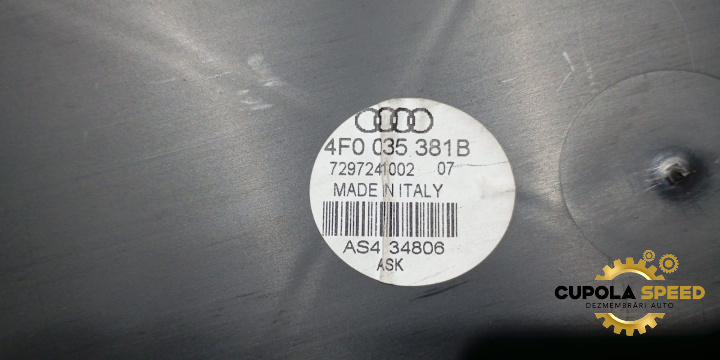 4F0 035 381B
7297241002 07
MADE IN ITALY
AS4 34806
ASK
CUPOLA SPEED
DEZMEMBRĂRI AUTO